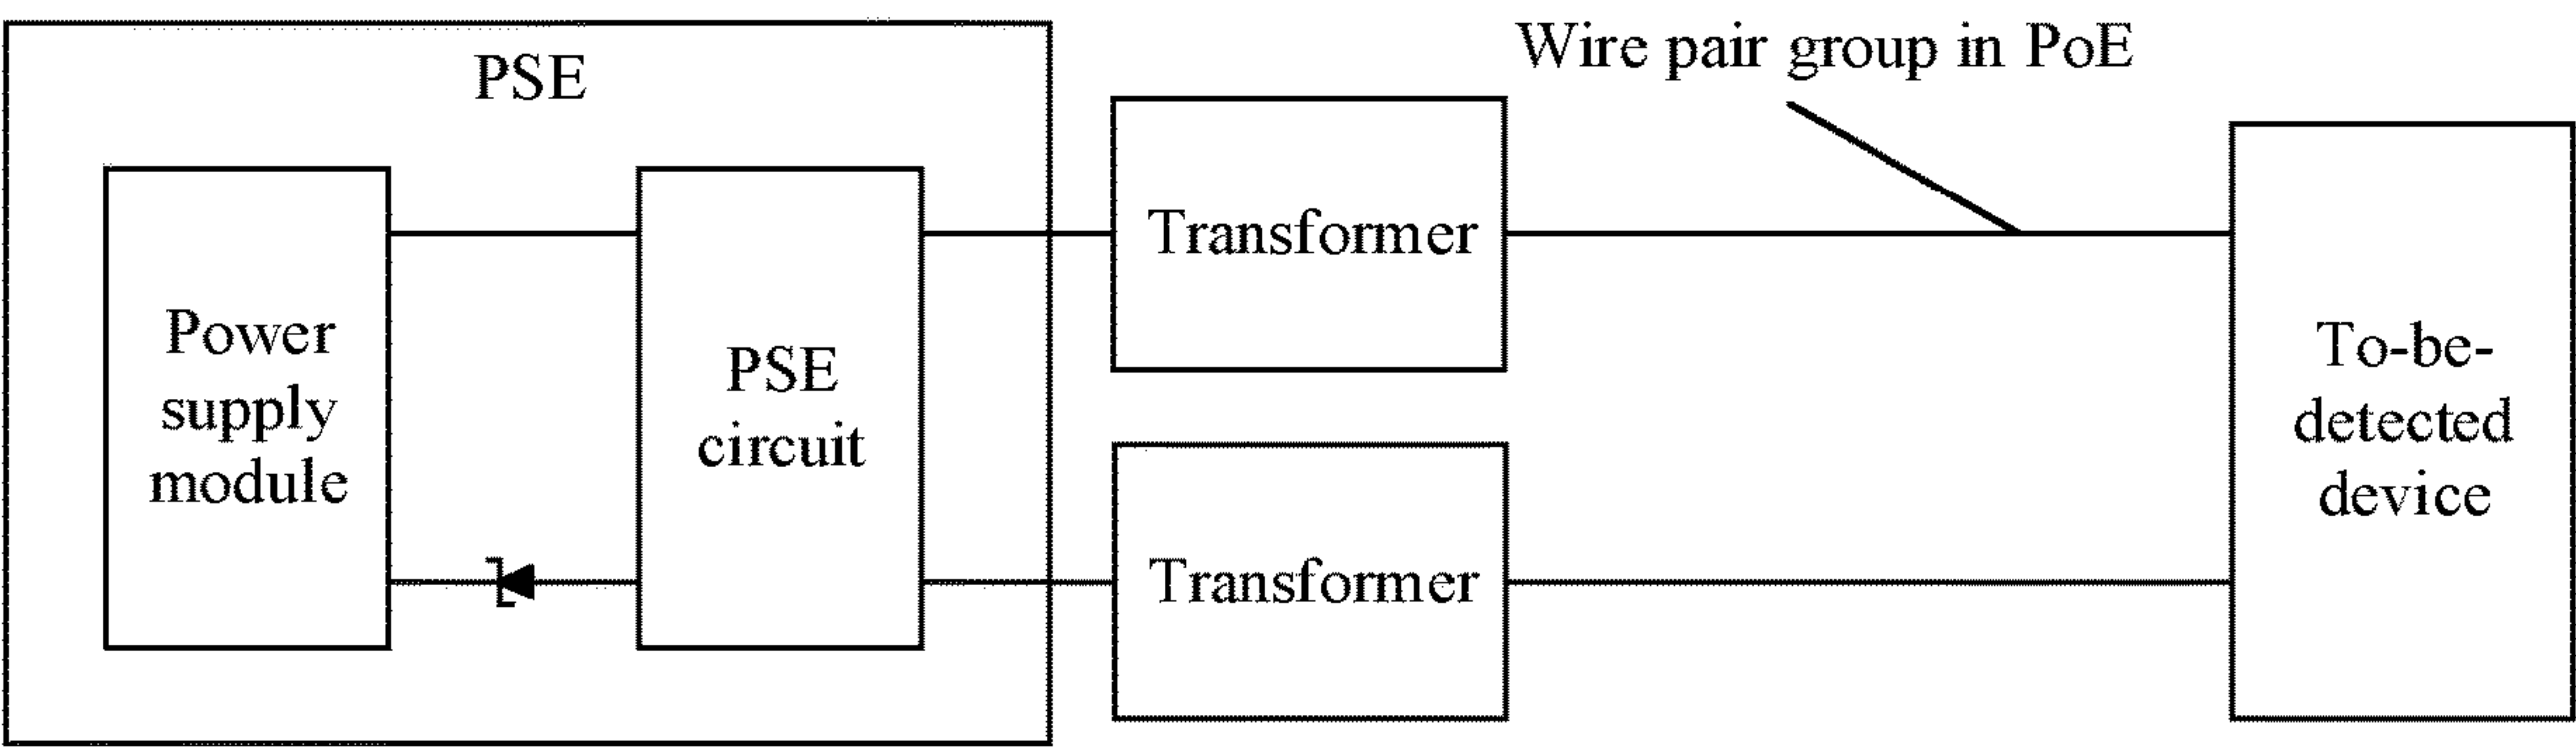 PSE
Wire pair group in PoE
Power
supply
module
PSE
circuit
Transformer
Transformer
To-be-
detected
device